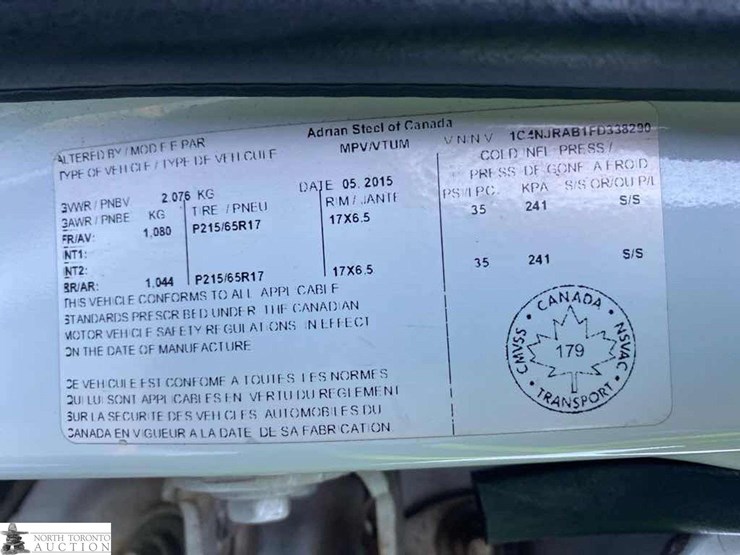 Adrian Steel of Canada
ALTERED BY / MODIFIE PAR
TYPE OF VEHICLE / TYPE DE VEHICULE MPV/VTUM
V I N:N I V 1C4NJRAB1FD338290
COLD INFL PRESS /
PRESS DE GONF A FROID
PSI/LPC. KPA S/S OR/OU P/L
GVWR / PNBV 2.076 KG DATE 05. 2015
GAWR / PNBE KG TIRE / PNEU RIM / JANTE
FR/AV: 1,080 P215/65R17 17X6.5 35 241 S/S
INT1:
INT2:
RR/AR: 1,044 P215/65R17 17X6.5 35 241 S/S
THIS VEHICLE CONFORMS TO ALL APPLICABLE
STANDARDS PRESCRIBED UNDER THE CANADIAN
MOTOR VEHICLE SAFETY REGULATIONS IN EFFECT
ON THE DATE OF MANUFACTURE
CE VEHICULE EST CONFOME A TOUTES LES NORMES
QUI LUI SONT APPLICABLES EN VERTU DU REGLEMENT
SUR LA SECURITE DES VEHICLES AUTOMOBILES DU
CANADA EN VIGUEUR A LA DATE DE SA FABRICATION
CMVSS • CANADA • NSVAC
179
• TRANSPORT •
NORTH TORONTO
AUCTION